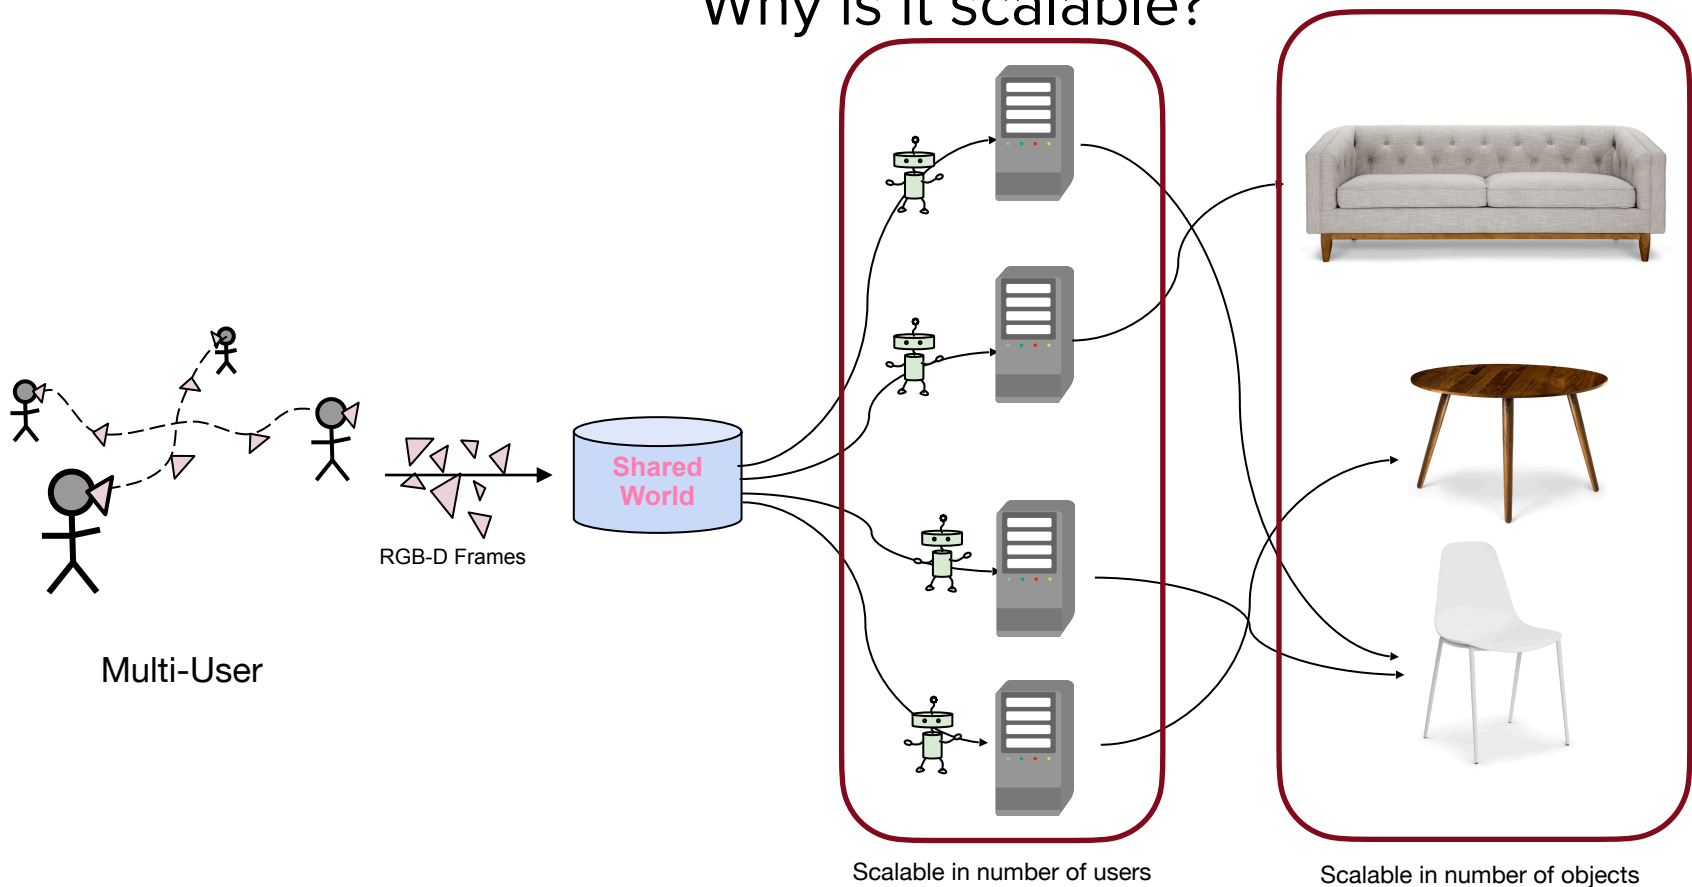 Why is it scalable?
Shared
World
RGB-D Frames
Multi-User
Scalable in number of users
Scalable in number of objects